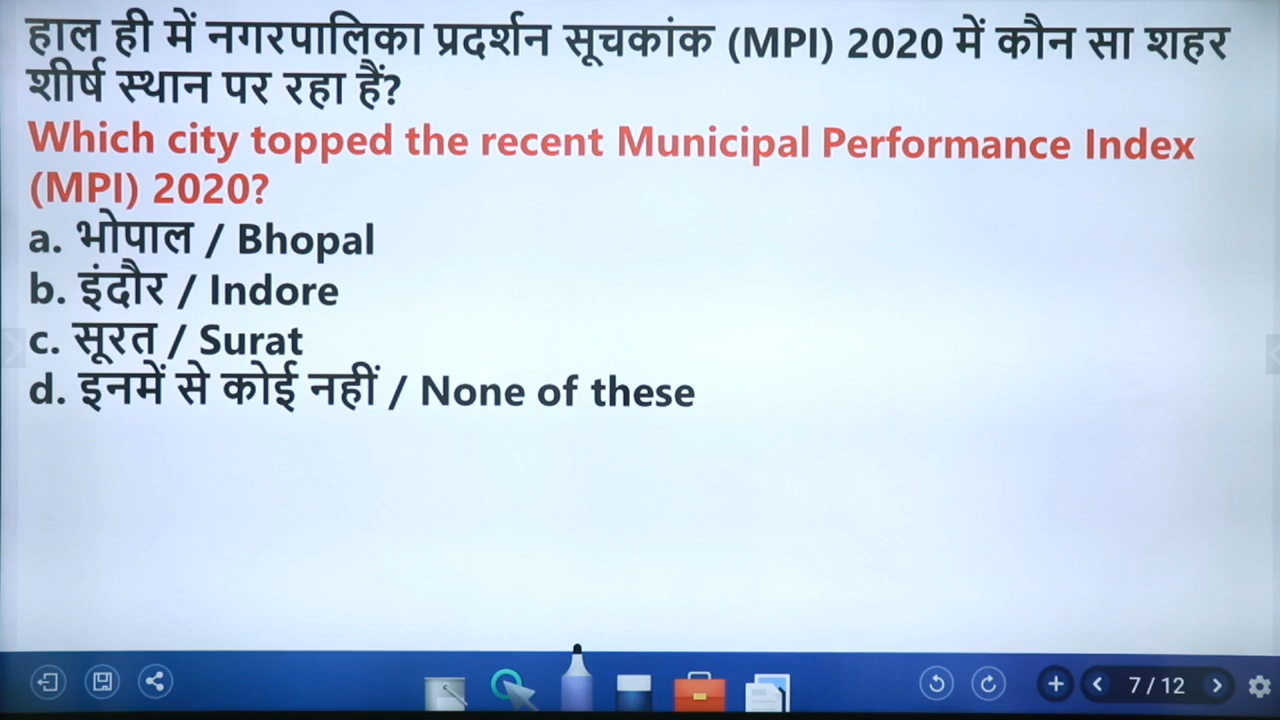 हाल ही में नगरपालिका प्रदर्शन सूचकांक (MPI) 2020 में कौन सा शहर
शीर्ष स्थान पर रहा हैं?
Which city topped the recent Municipal Performance Index
(MPI) 2020?
a. भोपाल / Bhopal
b. इंदौर / Indore
c. सूरत / Surat
d. इनमें से कोई नहीं / None of these
7 / 12